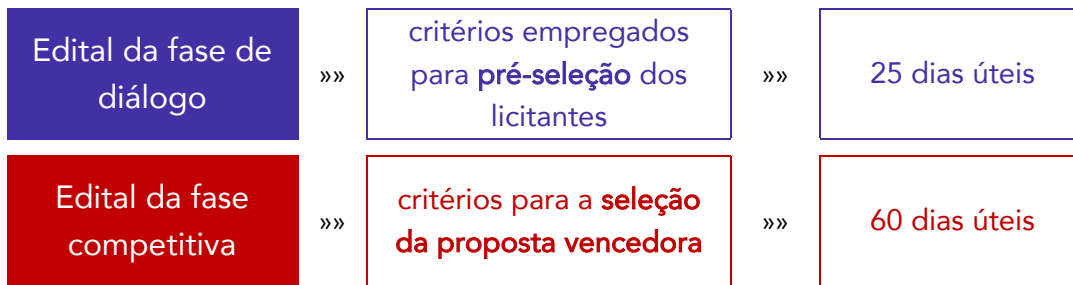 Edital da fase de
diálogo
»»
critérios empregados
para pré-seleção dos
licitantes
»»
25 dias úteis
Edital da fase
competitiva
»»
critérios para a seleção
da proposta vencedora
»»
60 dias úteis